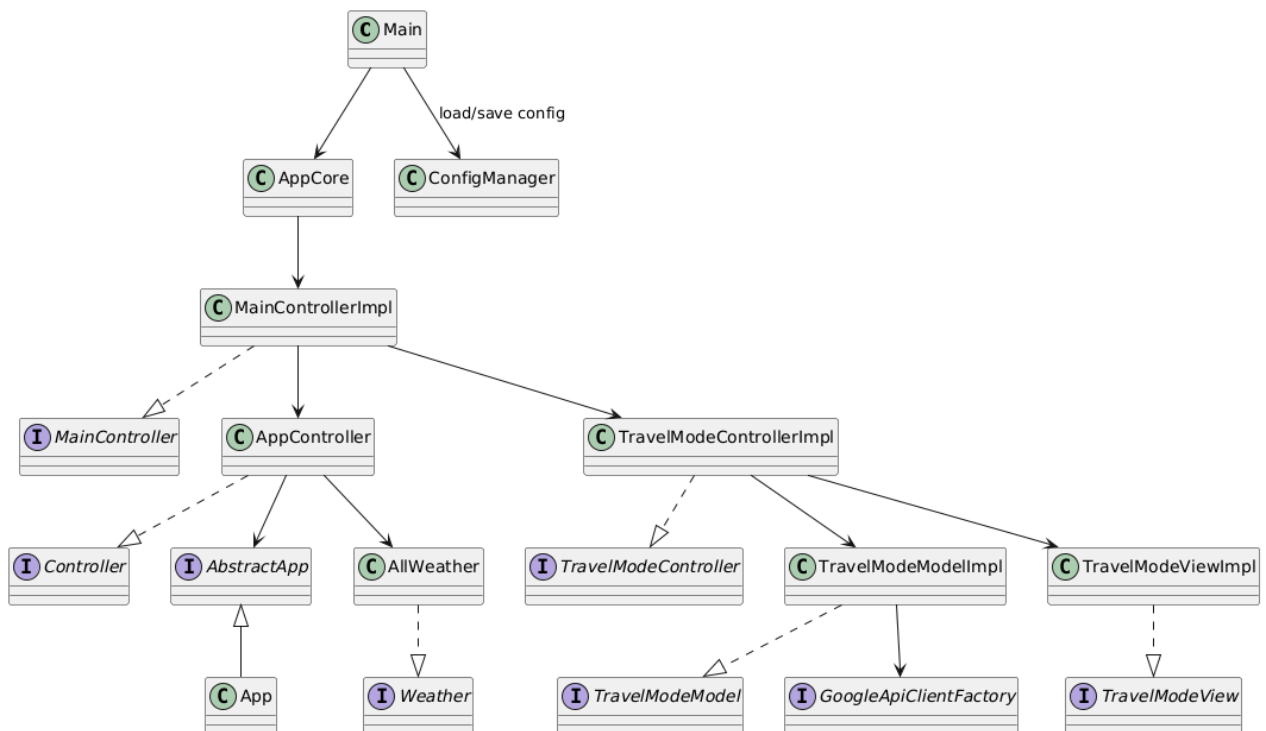 C Main
load/save config
C AppCore
C ConfigManager
C MainControllerImpl
I MainController
C AppController
C TravelModeControllerImpl
I Controller
I AbstractApp
C AllWeather
I TravelModeController
C TravelModeModelImpl
C TravelModeViewImpl
C App
I Weather
I TravelModeModel
I GoogleApiClientFactory
I TravelModeView